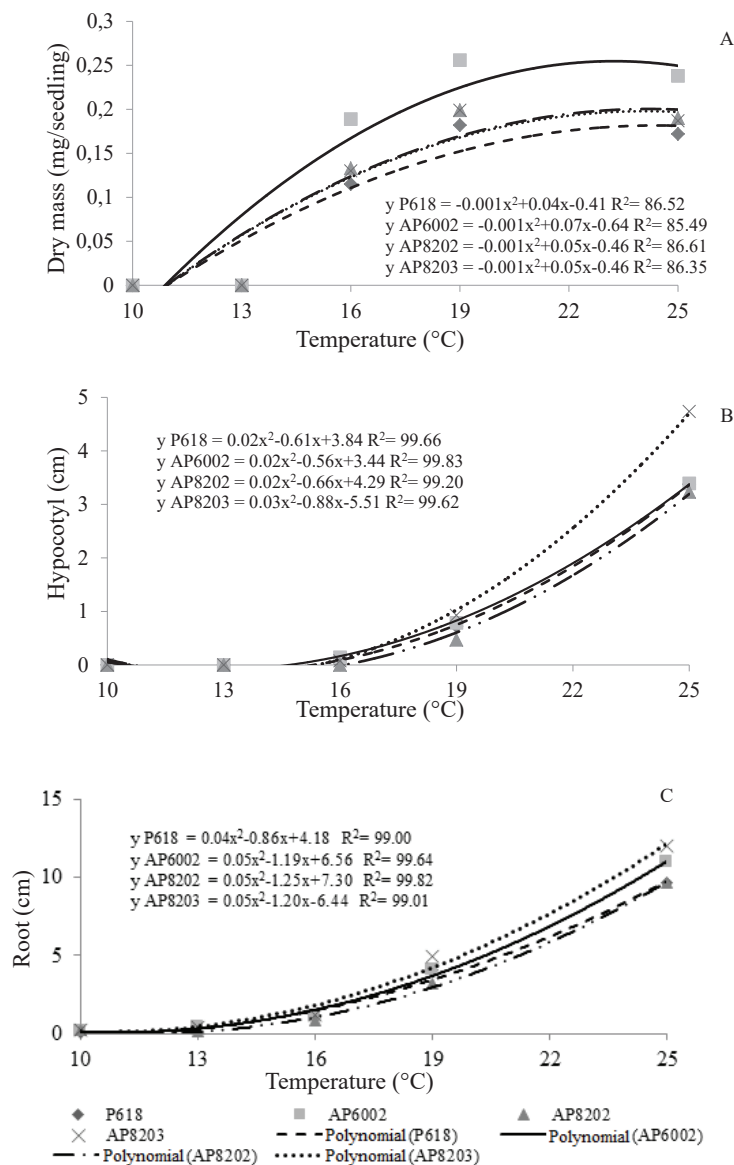 A
0,3
0,25
0,2
0,15
0,1
0,05
0
Dry mass (mg/seedling)
y P618 = -0.001x²+0.04x-0.41 R²= 86.52
y AP6002 = -0.001x²+0.07x-0.64 R²= 85.49
y AP8202 = -0.001x²+0.05x-0.46 R²= 86.61
y AP8203 = -0.001x²+0.05x-0.46 R²= 86.35
10 13 16 19 22 25
Temperature (°C)
B
5
4
3
2
1
0
Hypocotyl (cm)
y P618 = 0.02x²-0.61x+3.84 R²= 99.66
y AP6002 = 0.02x²-0.56x+3.44 R²= 99.83
y AP8202 = 0.02x²-0.66x+4.29 R²= 99.20
y AP8203 = 0.03x²-0.88x-5.51 R²= 99.62
10 13 16 19 22 25
Temperature (°C)
C
15
10
5
0
Root (cm)
y P618 = 0.04x²-0.86x+4.18 R²= 99.00
y AP6002 = 0.05x²-1.19x+6.56 R²= 99.64
y AP8202 = 0.05x²-1.25x+7.30 R²= 99.82
y AP8203 = 0.05x²-1.20x-6.44 R²= 99.01
10 13 16 19 22 25
Temperature (°C)
P618 AP6002 AP8202
AP8203 Polynomial (P618) Polynomial (AP6002)
Polynomial (AP8202) Polynomial (AP8203)